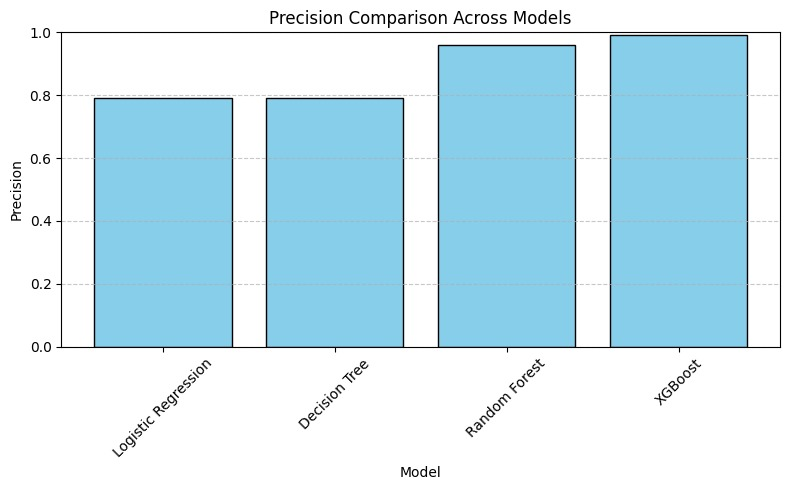 Precision Comparison Across Models
Precision
1.0
0.8
0.6
0.4
0.2
0.0
Logistic Regression
Decision Tree
Random Forest
XGBoost
Model